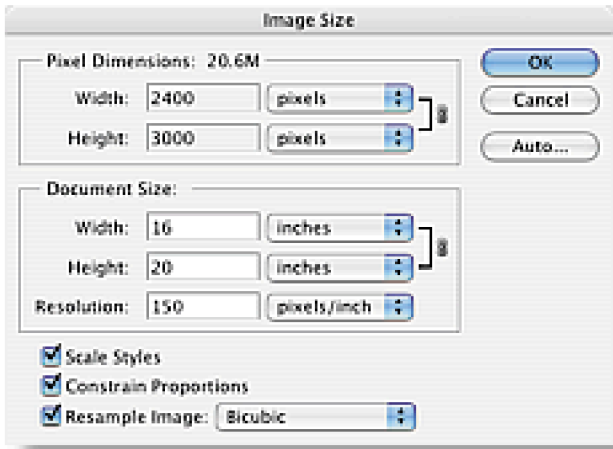 Image Size
Pixel Dimensions: 20.6M
Width: 2400 pixels
Height: 3000 pixels
Document Size:
Width: 16 inches
Height: 20 inches
Resolution: 150 pixels/inch
Scale Styles
Constrain Proportions
Resample Image: Bicubic
OK
Cancel
Auto...